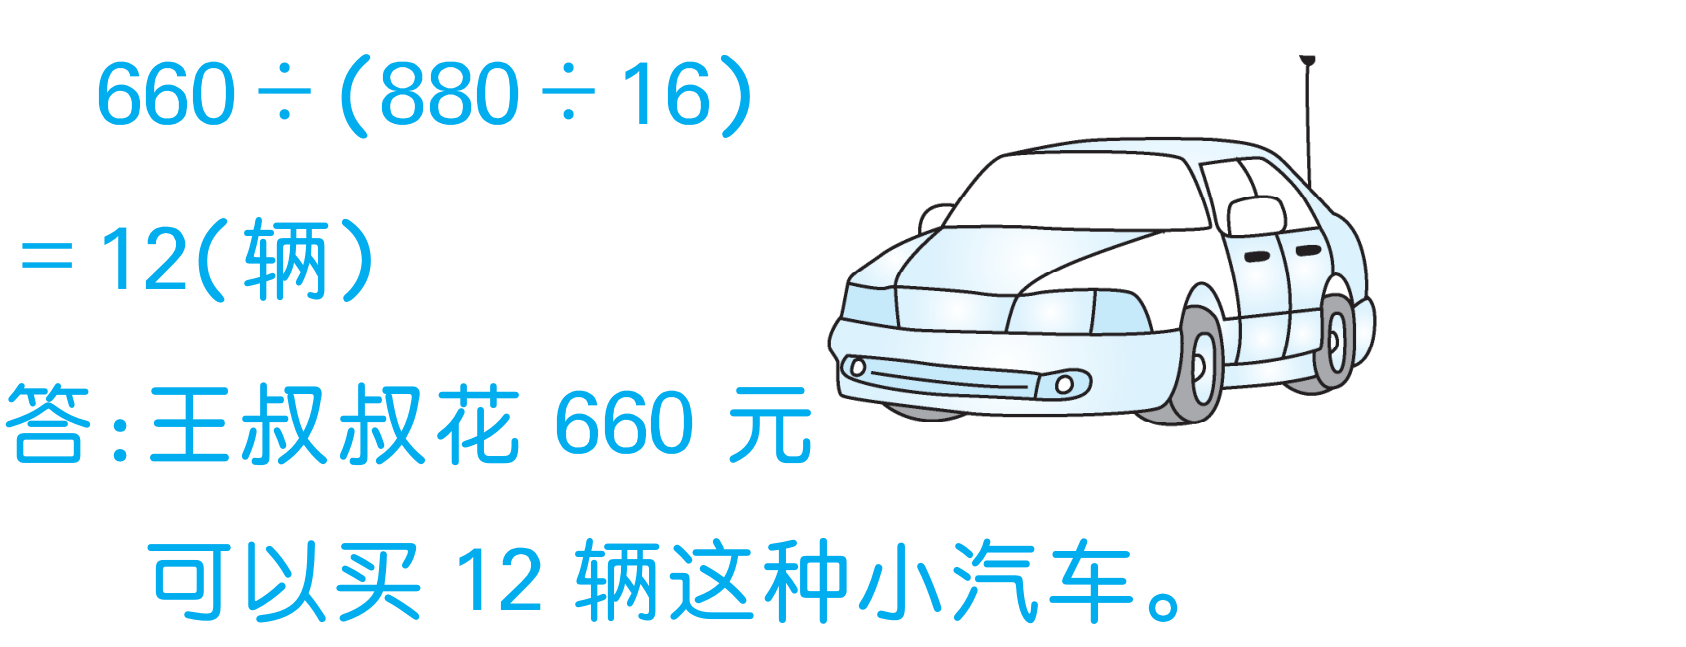 660÷(880÷16)
=12(辆)
答:王叔叔花 660 元
可以买 12 辆这种小汽车。